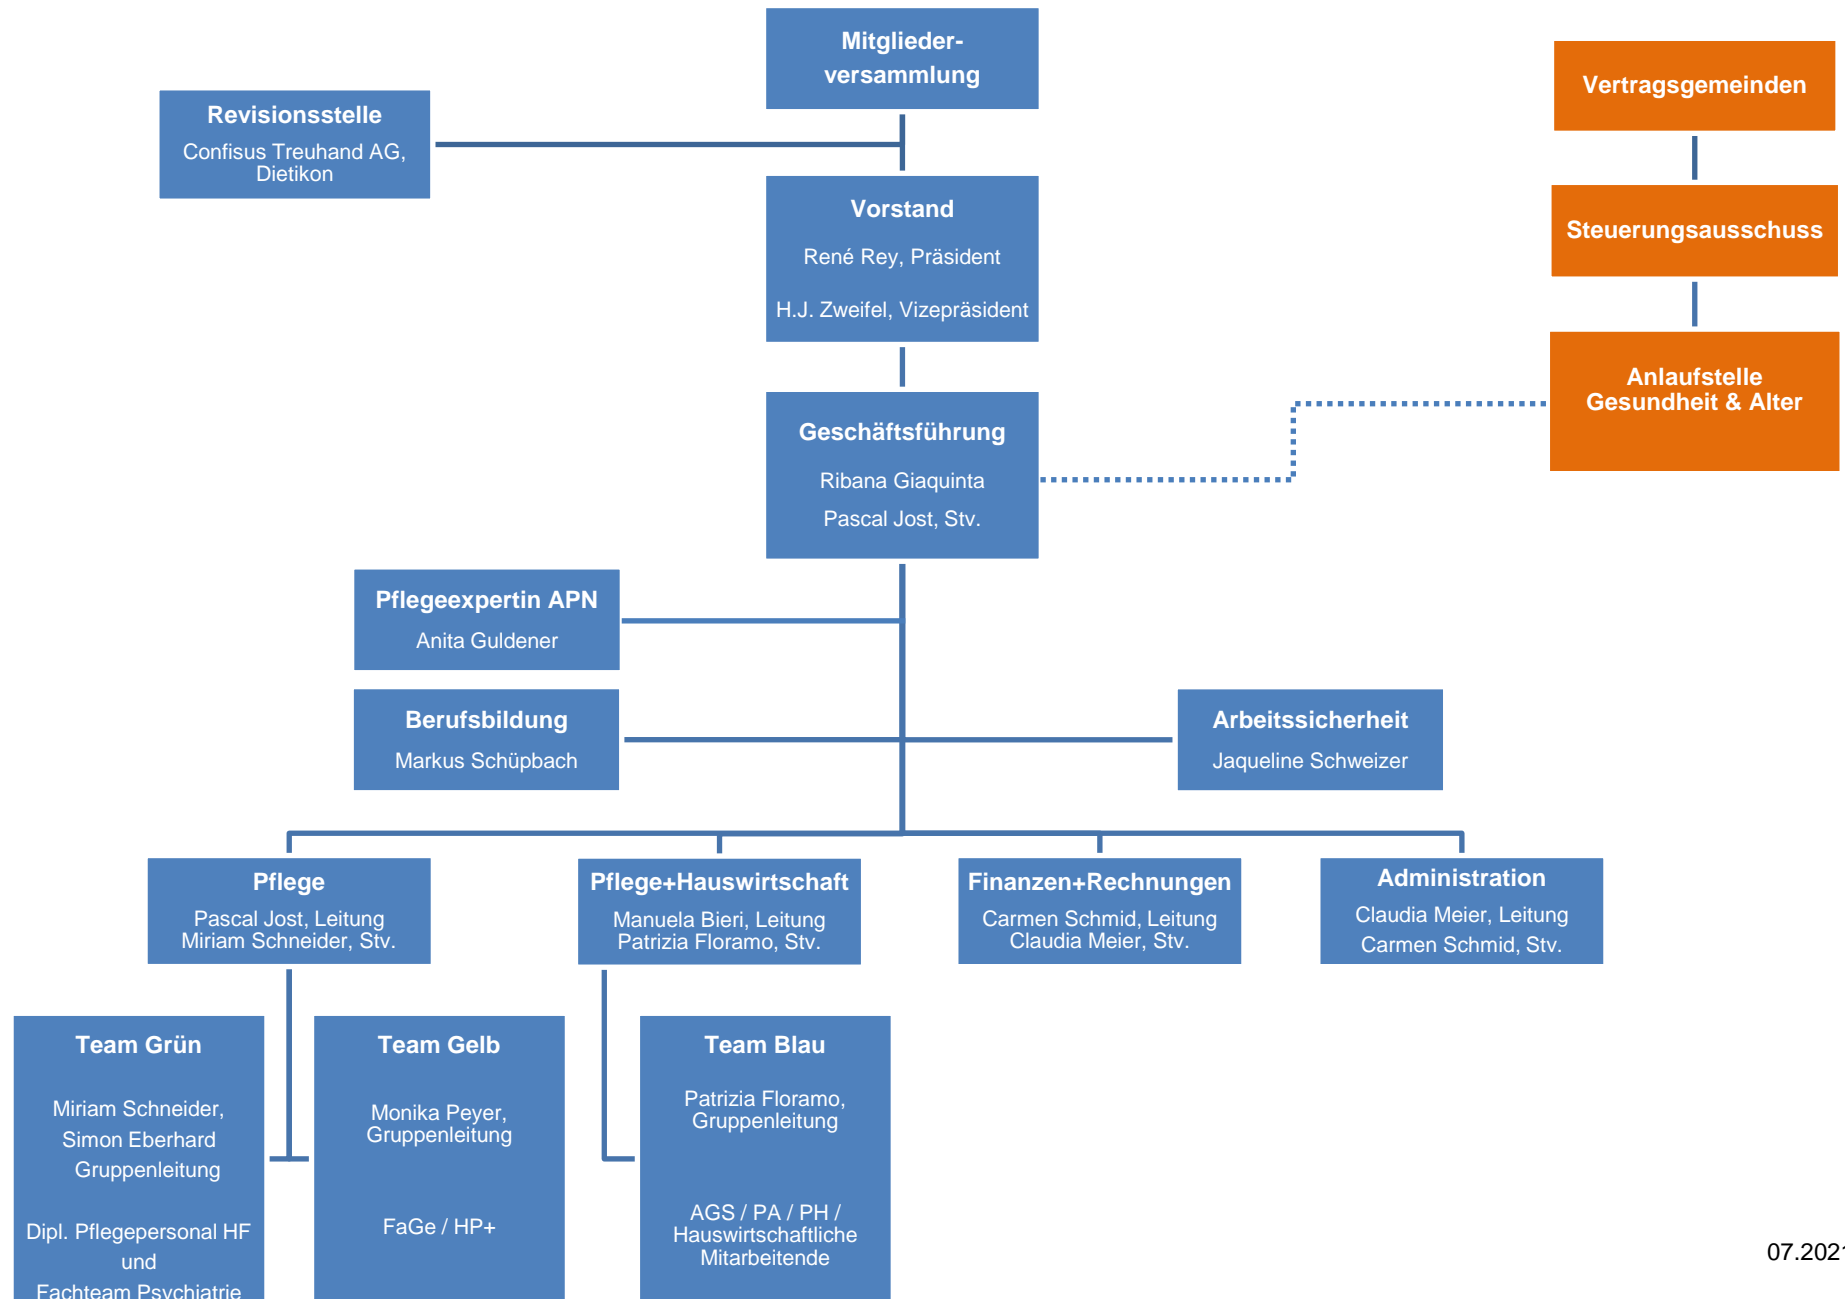 Mitglieder-
versammlung
Vertragsgemeinden
Revisionsstelle
Confisus Treuhand AG,
Dietikon
Vorstand
René Rey, Präsident
H.J. Zweifel, Vizepräsident
Steuerungsausschuss
Anlaufstelle
Gesundheit & Alter
Geschäftsführung
Ribana Giaquinta
Pascal Jost, Stv.
Pflegeexpertin APN
Anita Guldener
Berufsbildung
Markus Schüpbach
Arbeitssicherheit
Jaqueline Schweizer
Pflege
Pascal Jost, Leitung
Miriam Schneider, Stv.
Pflege+Hauswirtschaft
Manuela Bieri, Leitung
Patrizia Floramo, Stv.
Finanzen+Rechnungen
Carmen Schmid, Leitung
Claudia Meier, Stv.
Administration
Claudia Meier, Leitung
Carmen Schmid, Stv.
Team Grün
Miriam Schneider,
Simon Eberhard
Gruppenleitung
Dipl. Pflegepersonal HF
und
Fachteam Psychiatrie
Team Gelb
Monika Peyer,
Gruppenleitung
FaGe / HP+
Team Blau
Patrizia Floramo,
Gruppenleitung
AGS / PA / PH /
Hauswirtschaftliche
Mitarbeitende
07.2021